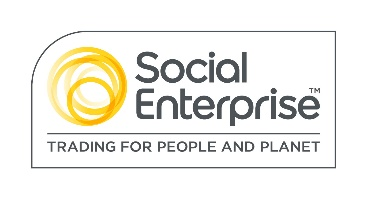 Social
Enterprise™
TRADING FOR PEOPLE AND PLANET